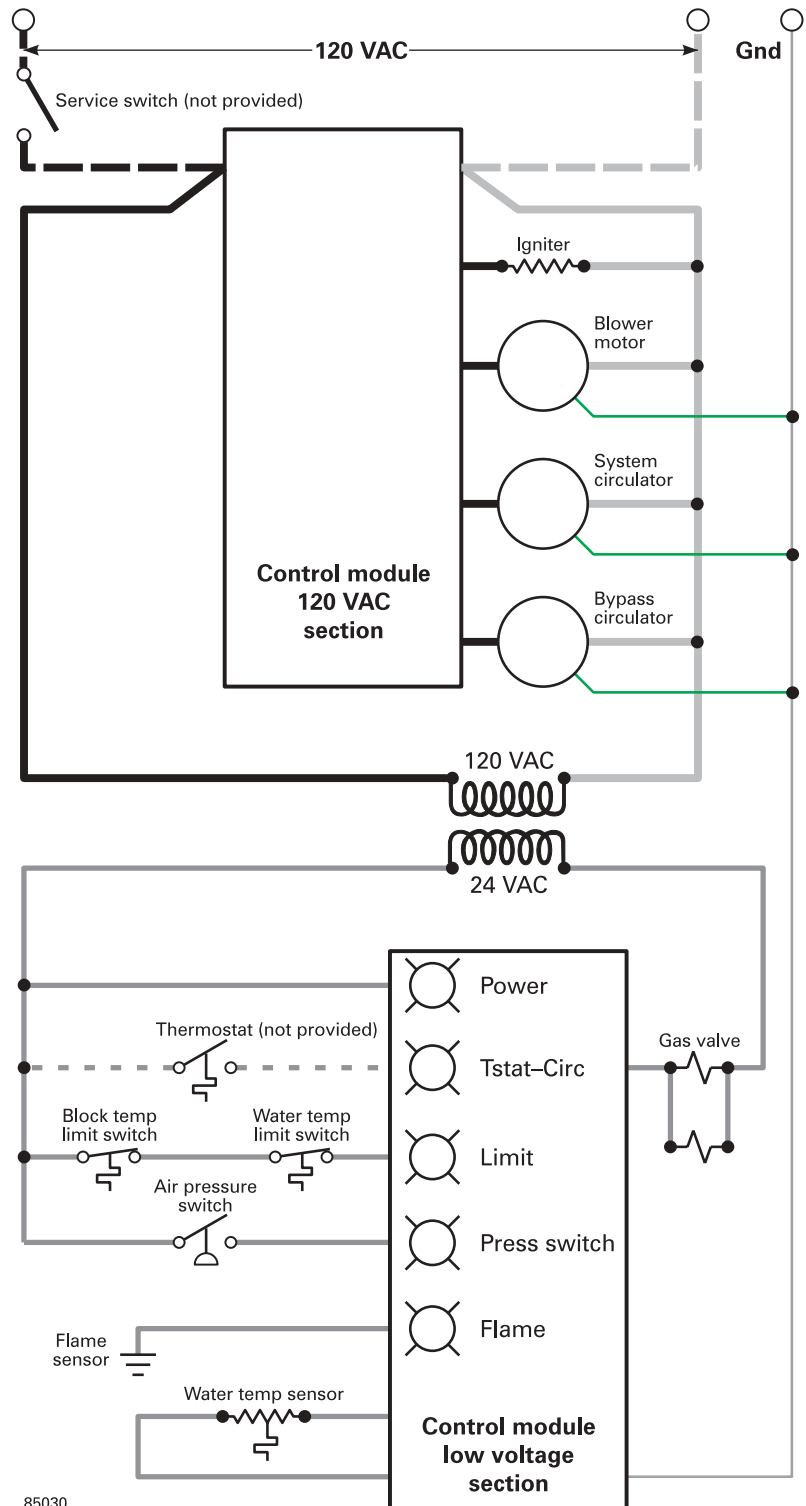 120 VAC
Gnd
Service switch (not provided)
Igniter
Blower
motor
System
circulator
Control module
120 VAC
section
Bypass
circulator
120 VAC
24 VAC
Power
Thermostat (not provided)
Tstat–Circ
Gas valve
Block temp
limit switch
Water temp
limit switch
Limit
Air pressure
switch
Press switch
Flame
Flame
sensor
Water temp sensor
Control module
low voltage
section
85030